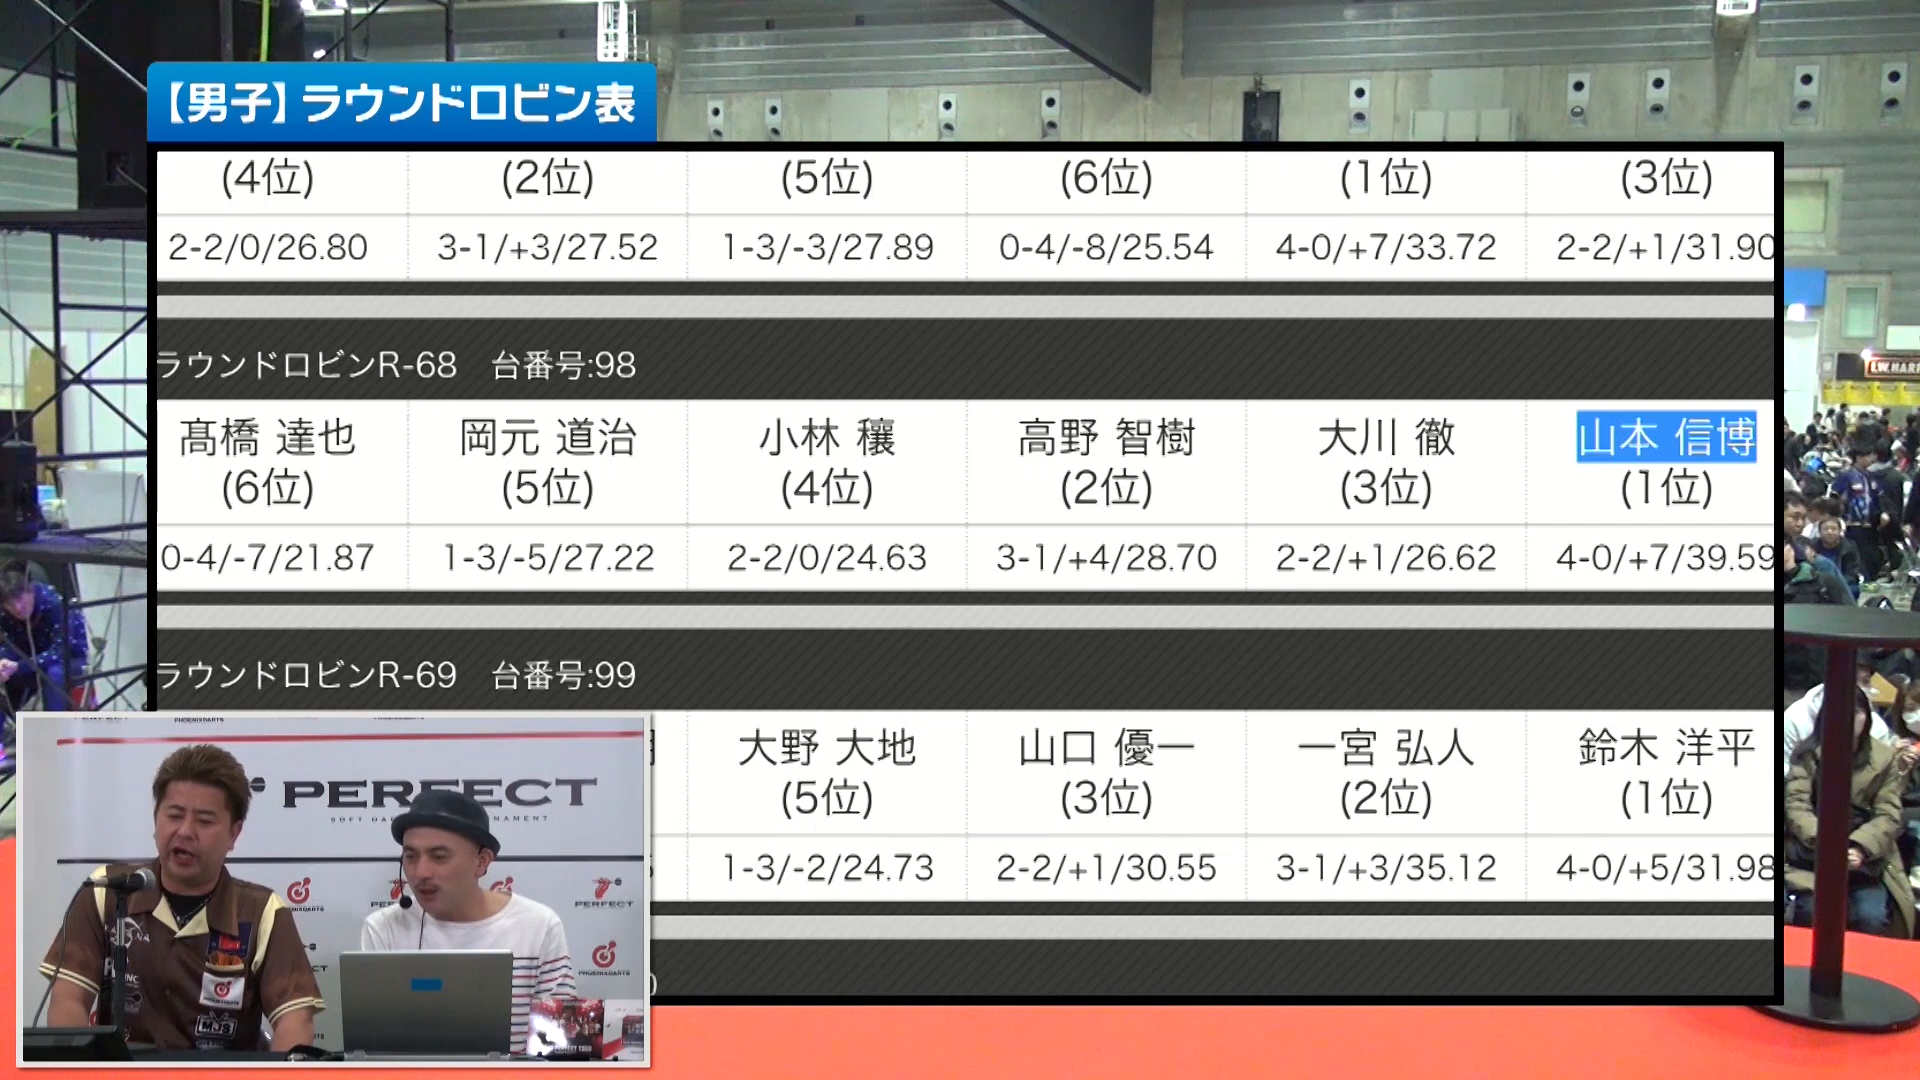 【男子】ラウンドロビン表
(4位) (2位) (5位) (6位) (1位) (3位)
2-2/0/26.80 3-1/+3/27.52 1-3/-3/27.89 0-4/-8/25.54 4-0/+7/33.72 2-2/+1/31.90
ラウンドロビンR-68 台番号:98
髙橋 達也 岡元 道治 小林 穣 高野 智樹 大川 徹 山本 信博
(6位) (5位) (4位) (2位) (3位) (1位)
0-4/-7/21.87 1-3/-5/27.22 2-2/0/24.63 3-1/+4/28.70 2-2/+1/26.62 4-0/+7/39.59
ラウンドロビンR-69 台番号:99
大野 大地 山口 優一 一宮 弘人 鈴木 洋平
(5位) (3位) (2位) (1位)
1-3/-2/24.73 2-2/+1/30.55 3-1/+3/35.12 4-0/+5/31.98
PERFECT
PERFECT
PHOENIXDARTS
MJS